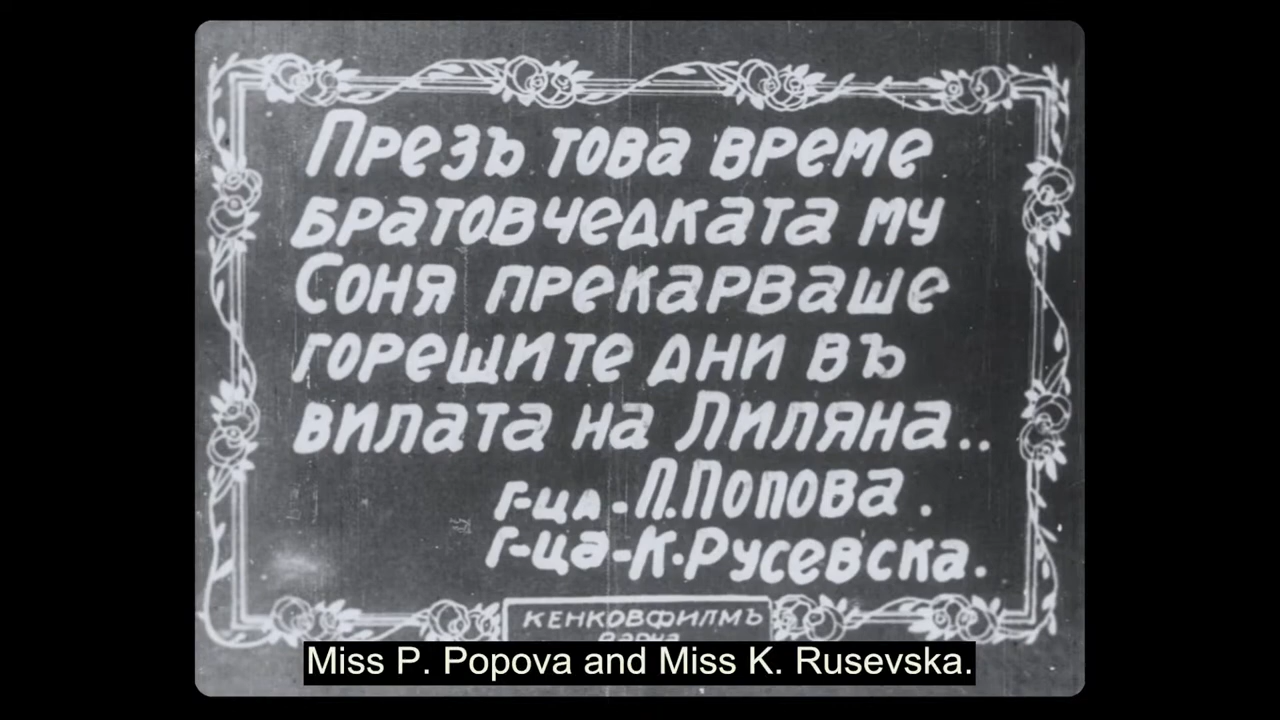 Презъ това време
братовчедката му
Соня прекарваше
горещите дни въ
вилата на Лиляна..
г-ца.-П.Попова.
г-ца-К.Русевска.
КЕНКОВФИЛМЪ
Варна
Miss P. Popova and Miss K. Rusevska.